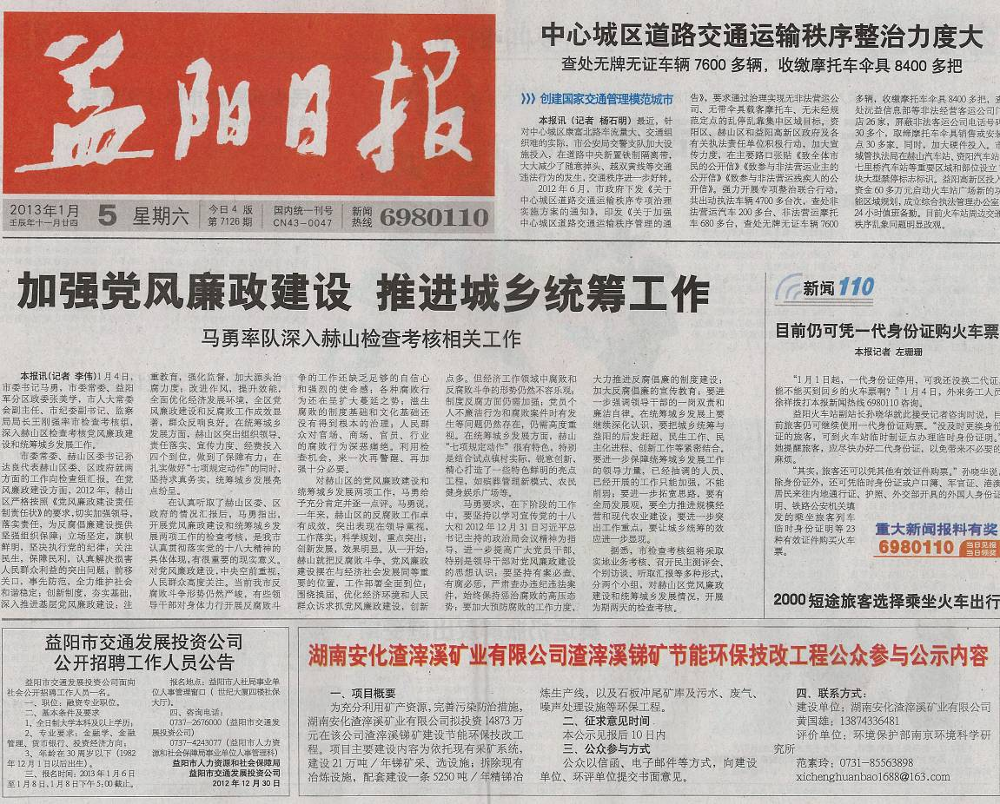 益阳日报
2013年1月
壬辰年十一月廿四
5 星期六
今日 4 版
第 7126 期
国内统一刊号
CN43-0047
新闻
热线
6980110
中心城区道路交通运输秩序整治力度大
查处无牌无证车辆 7600 多辆，收缴摩托车伞具 8400 多把
》》创建国家交通管理模范城市
本报讯（记者 杨石明）最近，针
对中心城区康富北路车流量大、交通组
织难的实际，市公安局交警支队加大设
施投入，在道路中央新置铁制隔离带，
大大减少了随意掉头、越双黄线等交通
违法行为的发生，交通秩序进一步好转。
2012 年 6 月，市政府下发《关于
中心城区道路交通运输秩序专项治理
实施方案的通知》，印发《关于加强
中心城区道路交通运输秩序管理的通
告》，要求通过治理实现无非法营运公
司、无带伞具载客摩托车、无未经规
范定点的乱停乱靠集中区域目标。资
阳区、赫山区和益阳高新区政府及各
有关执法责任单位积极行动，加大宣
传力度，在主要路口张贴《致全体市
民的公开信》《致参与非法营运业主的
公开信》《致参与非法营运残疾人的公
开信》。强力开展专项整治联合行动，
共出动执法车辆 4700 多台次，查处非
法营运汽车 200 多台、非法营运摩托
车 680 多台，查处无牌无证车辆 7600
多辆，收缴摩托车伞具 8400 多把，查
处沅益信息部等非法经营客运公司门
店 26 家，屏蔽非法客运公司电话号码
30 多个，取缔摩托车伞具销售或安装
点 30 多家。同时，加大硬件投入。市
城管执法局在赫山汽车站、资阳汽车站、
七里桥汽车站等重要区域和部位设立
块大型禁停标志标识。益阳高新区投入
资金 60 多万元启动火车站广场新的功
能区域规划，成立综合执法管理办公室，
24 小时值班备勤。目前火车站周边交通
秩序乱象问题明显改观。
加强党风廉政建设 推进城乡统筹工作
马勇率队深入赫山检查考核相关工作
本报讯(记者 李伟)1 月 4 日，
市委书记马勇，市委常委、益阳
军分区政委张美学，市人大常委
会副主任、市纪委副书记、监察
局局长王刚强率市检查考核组，
深入赫山区检查考核党风廉政建
设和统筹城乡发展工作。
市委常委、赫山区委书记孙
达良代表赫山区委、区政府就两
方面的工作向检查组汇报。在党
风廉政建设方面，2012 年，赫山
区严格按照《党风廉政建设责任
制责任状》的要求,切实加强领导，
落实责任，为反腐倡廉建设提供
坚强组织保障；立场坚定，旗帜
鲜明，坚决执行党的纪律；关注
民生，保障民利，认真解决损害
人民群众利益的突出问题，前移
关口，事先防范，全力维护社会
和谐稳定；创新制度，夯实基础，
深入推进基层党风廉政建设；注
重教育，强化监督，加大源头治
腐力度；改进作风，提升效能，
全面优化经济发展环境，全区党
风廉政建设和反腐败工作成效显
著，群众反响良好。在统筹城乡
发展方面，赫山区突出组织领导、
责任落实、宣传力度、经费投入
四个到位，做到了保障有力；在
扎实做好“七项规定动作”的同时，
坚持求真务实，统筹城乡发展亮
点纷呈。
在认真听取了赫山区委、区
政府的情况汇报后，马勇指出，
开展党风廉政建设和统筹城乡发
展两项工作的检查考核，是我市
认真贯彻落实党的十八大精神的
具体体现,有很重要的现实意义。
对党风廉政建设，中央空前重视，
人民群众高度关注。当前我市反
腐败斗争形势仍然严峻，有些领
导干部对身体力行开展反腐败斗
争的工作还缺乏足够的自信心
和强烈的使命感；各种腐败行
为还在呈扩大蔓延之势；滋生
腐败的制度基础和文化基础还
没有得到根本的治理；人民群众
对官场、商场、官员、行业
的腐败行为深恶痛绝。利用检
查机会，来一次再警醒、再加
强十分必要。
对赫山区的党风廉政建设和
统筹城乡发展两项工作，马勇给
予充分肯定并逐一点评。马勇说，
一年来，赫山区的反腐败工作卓
有成效，突出表现在领导重视，
工作落实；科学规划，重点突出；
创新发展，效果明显。从一开始，
赫山就把反腐败斗争、党风廉政
建设摆在与经济社会发展同等重
要的位置，工作部署全面到位；
围绕换届，优化经济环境和人民
群众诉求抓党风廉政建设，创新
点多。但经济工作领域中腐败和
反腐败斗争的形势仍然不容乐观，
制度反腐方面仍需加强；党员个
人不廉洁行为和腐败案件时有发
生等问题仍然存在，仍需高度重
视。在统筹城乡发展方面，赫山
“七项规定动作”很有特色，特别
是结合试点镇村实际，锐意创新，
精心打造了一些特色鲜明的亮点
工程，如殡葬管理新模式、农民
健身娱乐广场等。
马勇要求，在下阶段的工作
中，要坚持以学习宣传党的十八
大和 2012 年 12 月 31 日习近平总
书记主持的政治局会议精神为指
导，进一步提高广大党员干部、
特别是领导干部对党风廉政建设
的思想认识；要坚持有案必查、
有腐必惩，严肃查办违纪违法案
件，始终保持惩治腐败的高压态
势；要加大预防腐败的工作力度，
大力推进反腐倡廉的制度建设；
加大反腐倡廉的宣传教育；要进
一步强调领导干部的一岗双责和
廉洁自律。在统筹城乡发展上要
继续深化认识，要把城乡统筹与
益阳的后发赶超、民生工作、民
主化进程、创新工作等紧密结合。
要进一步保障统筹城乡发展工作
的领导力量，已经抽调的人员、
已经开展的工作只能加强，不能
削弱；要进一步拓宽思路，要有
全局发展观，要全力推进规模经
营和现代农业建设；要进一步突
出工作重点，要让城乡统筹的效
应进一步显现。
据悉，市检查考核组将采取
实地业务考核、召开民主测评会、
个别访谈、听取汇报等多种形式，
分两个小组，对赫山区党风廉政
建设和统筹城乡发展情况，开展
为期两天的检查考核。
新闻 110
目前仍可凭一代身份证购火车票
本报记者 左珊珊
“1 月 1 日起，一代身份证停用，可我还没换二代证，
能不能买到回乡的火车票啊？”1 月 4 日，外来务工人员
徐祥拨打本报新闻热线 6980110 咨询。
益阳火车站副站长孙晓华就此接受记者咨询时说，目
前旅客仍可继续使用一代身份证购票。“没及时更换身份
证的旅客，可到火车站临时制证点办理临时身份证明。”
她提醒旅客，应尽快办好二代身份证，以免带来不必要的
麻烦。
“其实，旅客还可以凭其他有效证件购票。”孙晓华说，
除身份证外，还可凭临时身份证或户口簿、军官证、港澳
居民来往内地通行证、护照、外交部开具的外国人身份证
明、铁路公安机关填
发的乘坐旅客列车
临时身份证明等 23
种有效证件购买火车
票。
重大新闻报料有奖
6980110
当日见报
当日领奖
2000 短途旅客选择乘坐火车出行
益阳市交通发展投资公司
公开招聘工作人员公告
益阳市交通发展投资公司面向
社会公开招聘工作人员一名。
一、职位：融资专业职位。
二、基本条件及要求
1、全日制大学本科及以上学历；
2、专业要求：金融学、金融
管理、货币银行、投资经济方向；
3、年龄在 30 周岁以下（1982
年 12 月 1 日以后出生）。
三、报名时间：2013 年 1 月 6 日
至 1 月 8 日，1 月 8 日下午 5:00 截止。
报名地点：益阳市人社局事业单
位人事管理窗口（ 世纪大厦四楼社保
大厅）。
四、咨询电话：
0737-2676000（益阳市交通发
展投资公司）
0737-4243077（益阳市人力资
源和社会保障局事业单位人事管理科）
益阳市人力资源和社会保障局
益阳市交通发展投资公司
2012 年 12 月 30 日
湖南安化渣滓溪矿业有限公司渣滓溪锑矿节能环保技改工程公众参与公示内容
一、项目概要
为充分利用矿产资源,完善污染防治措施，
湖南安化渣滓溪矿业有限公司拟投资 14873 万
元在该公司渣滓溪锑矿建设节能环保技改工
程。项目主要建设内容为依托现有采矿系统，
建设 21 万吨 / 年锑矿采、选设施；拆除现有
冶炼设施，配套建设一条 5250 吨 / 年精锑冶
炼生产线，以及石板冲尾矿库及污水、废气、
噪声处理设施等环保工程。
二、征求意见时间
本公示见报后 10 日内
三、公众参与方式
公众以信函、电子邮件等方式，向建设
单位、环评单位提交书面意见。
四、联系方式：
建设单位：湖南安化渣滓溪矿业有限公司
黄国雄：13874336481
评价单位：环境保护部南京环境科学研
究所
范素玲：0731-85563898
xichenghuanbao1688@163.com